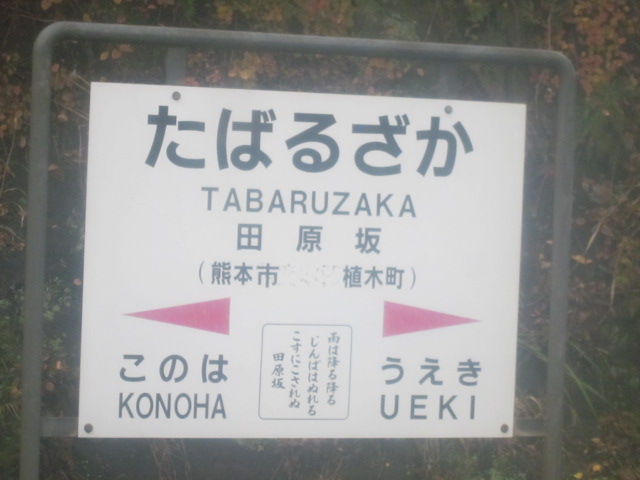 たばるざか
TABARUZAKA
田原坂
(熊本市 植木町)
このは
KONOHA
雨は降る降る
じんばはぬれる
こすにこされぬ
田原坂
うえき
UEKI